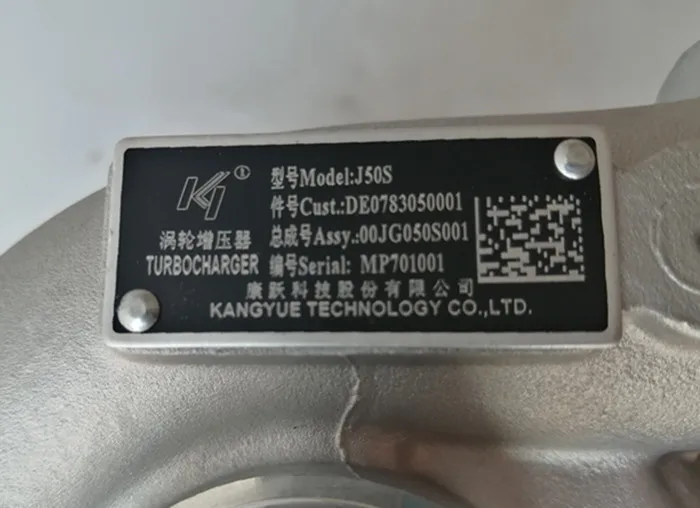 KY®
涡轮增压器
TURBOCHARGER
型号Model:J50S
件号Cust.:DE0783050001
总成号Assy.:00JG050S001
编号Serial: MP701001
康跃科技股份有限公司
KANGYUE TECHNOLOGY CO.,LTD.